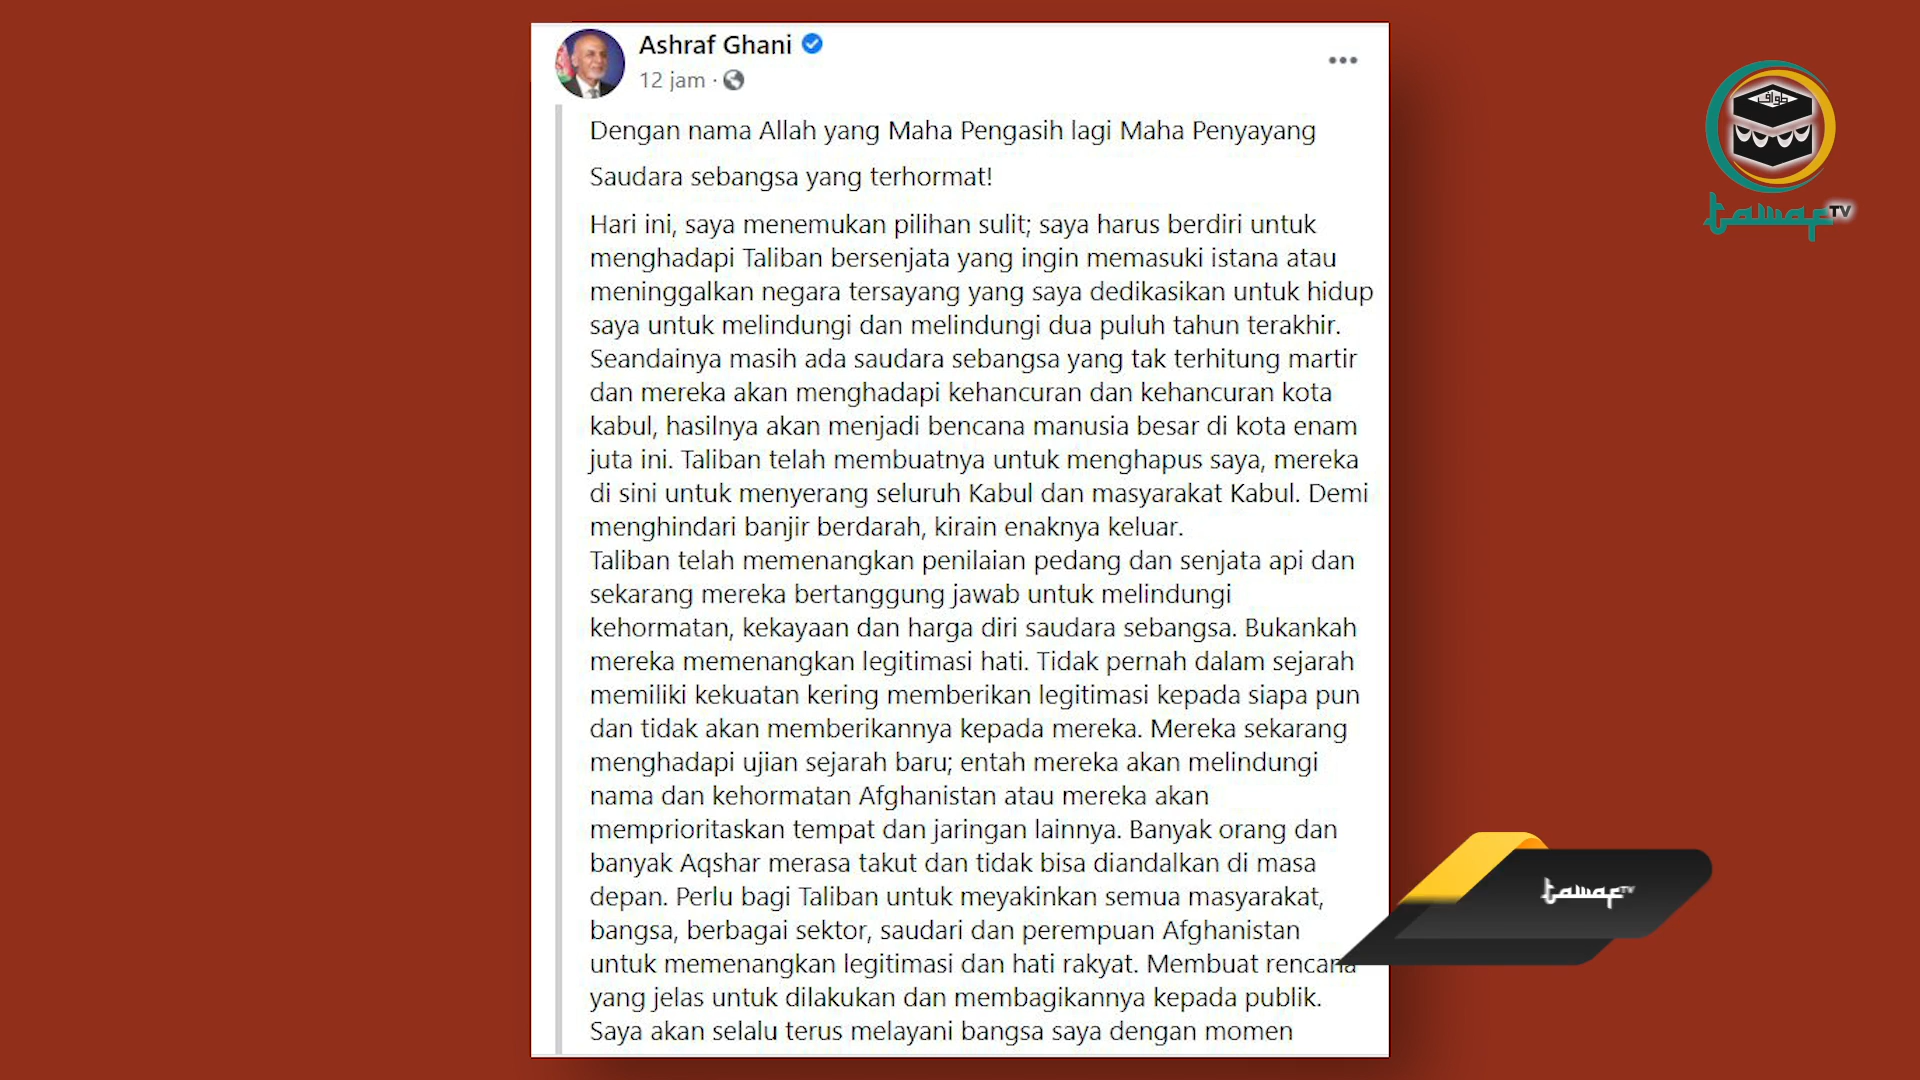 Ashraf Ghani
12 jam ·
Dengan nama Allah yang Maha Pengasih lagi Maha Penyayang
Saudara sebangsa yang terhormat!
Hari ini, saya menemukan pilihan sulit; saya harus berdiri untuk
menghadapi Taliban bersenjata yang ingin memasuki istana atau
meninggalkan negara tersayang yang saya dedikasikan untuk hidup
saya untuk melindungi dan melindungi dua puluh tahun terakhir.
Seandainya masih ada saudara sebangsa yang tak terhitung martir
dan mereka akan menghadapi kehancuran dan kehancuran kota
kabul, hasilnya akan menjadi bencana manusia besar di kota enam
juta ini. Taliban telah membuatnya untuk menghapus saya, mereka
di sini untuk menyerang seluruh Kabul dan masyarakat Kabul. Demi
menghindari banjir berdarah, kirain enaknya keluar.
Taliban telah memenangkan penilaian pedang dan senjata api dan
sekarang mereka bertanggung jawab untuk melindungi
kehormatan, kekayaan dan harga diri saudara sebangsa. Bukankah
mereka memenangkan legitimasi hati. Tidak pernah dalam sejarah
memiliki kekuatan kering memberikan legitimasi kepada siapa pun
dan tidak akan memberikannya kepada mereka. Mereka sekarang
menghadapi ujian sejarah baru; entah mereka akan melindungi
nama dan kehormatan Afghanistan atau mereka akan
memprioritaskan tempat dan jaringan lainnya. Banyak orang dan
banyak Aqshar merasa takut dan tidak bisa diandalkan di masa
depan. Perlu bagi Taliban untuk meyakinkan semua masyarakat,
bangsa, berbagai sektor, saudari dan perempuan Afghanistan
untuk memenangkan legitimasi dan hati rakyat. Membuat rencana
yang jelas untuk dilakukan dan membagikannya kepada publik.
Saya akan selalu terus melayani bangsa saya dengan momen
طواف
tawaf TV
tawaf TV